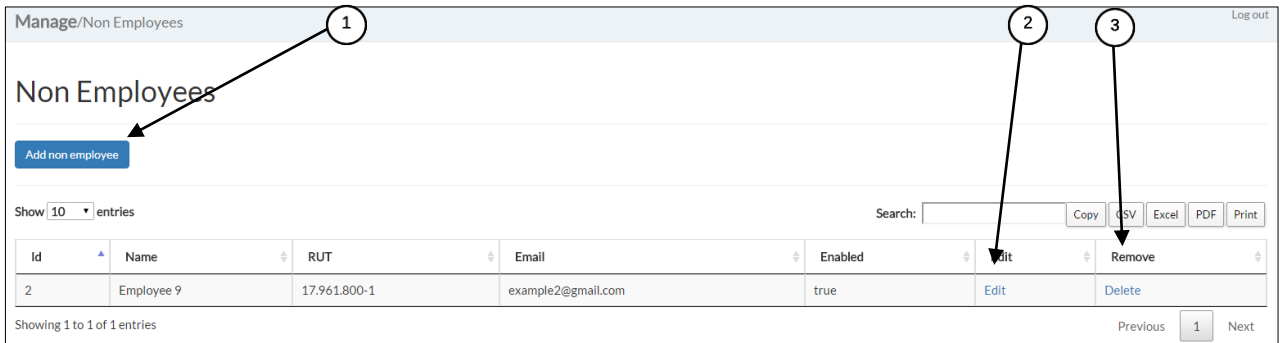 Manage/Non Employees 1 2 3 Log out
Non Employees
Add non employee
Show 10 entries Search: Copy CSV Excel PDF Print
Id Name RUT Email Enabled Edit Remove
2 Employee 9 17.961.800-1 example2@gmail.com true Edit Delete
Showing 1 to 1 of 1 entries Previous 1 Next